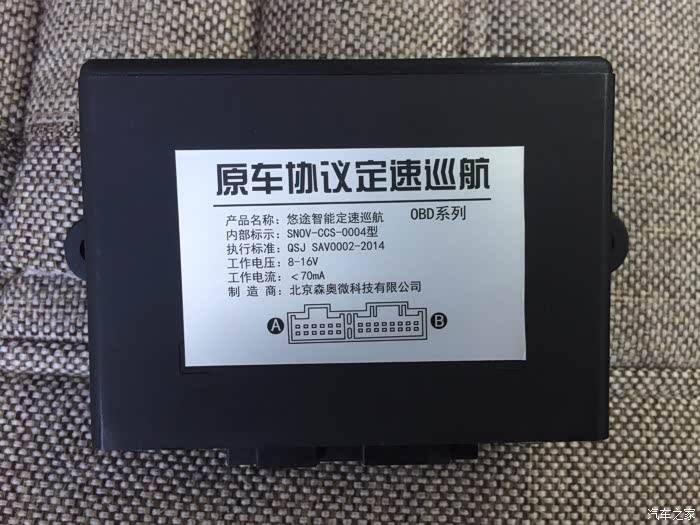 原车协议定速巡航
产品名称：悠途智能定速巡航 OBD系列
内部标示：SNOV-CCS-0004型
执行标准：QSJ SAV0002-2014
工作电压：8-16V
工作电流：＜70mA
制 造 商：北京森奥微科技有限公司
A B
汽车之家